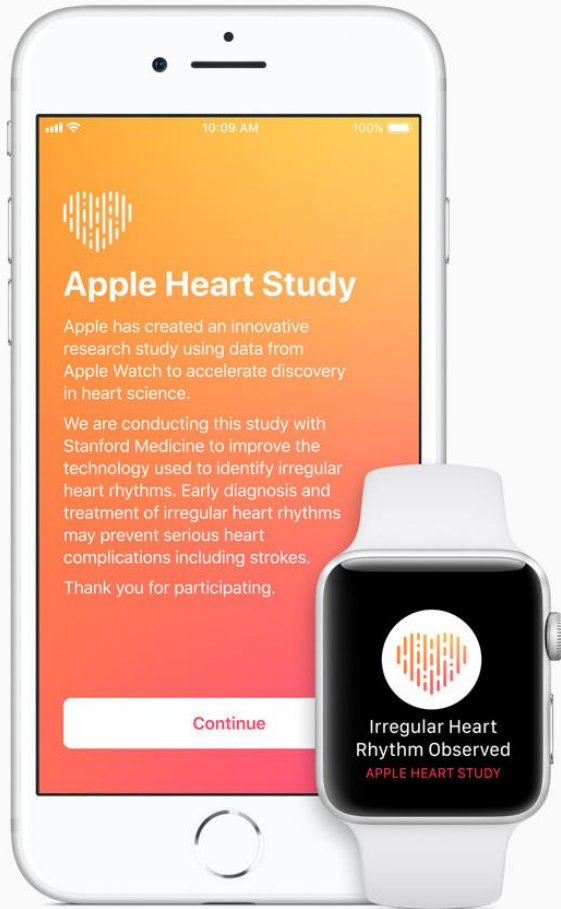 10:09 AM
100%
Apple Heart Study
Apple has created an innovative
research study using data from
Apple Watch to accelerate discovery
in heart science.
We are conducting this study with
Stanford Medicine to improve the
technology used to identify irregular
heart rhythms. Early diagnosis and
treatment of irregular heart rhythms
may prevent serious heart
complications including strokes.
Thank you for participating.
Continue
Irregular Heart
Rhythm Observed
APPLE HEART STUDY